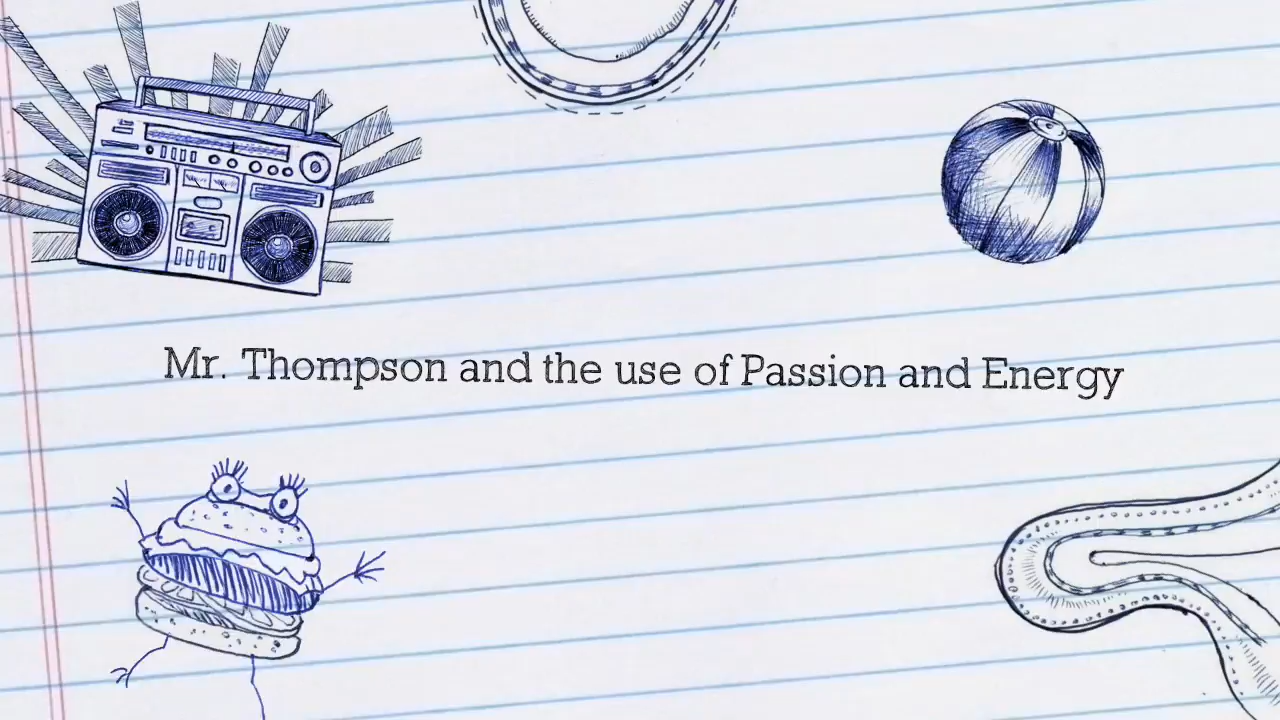 Mr. Thompson and the use of Passion and Energy